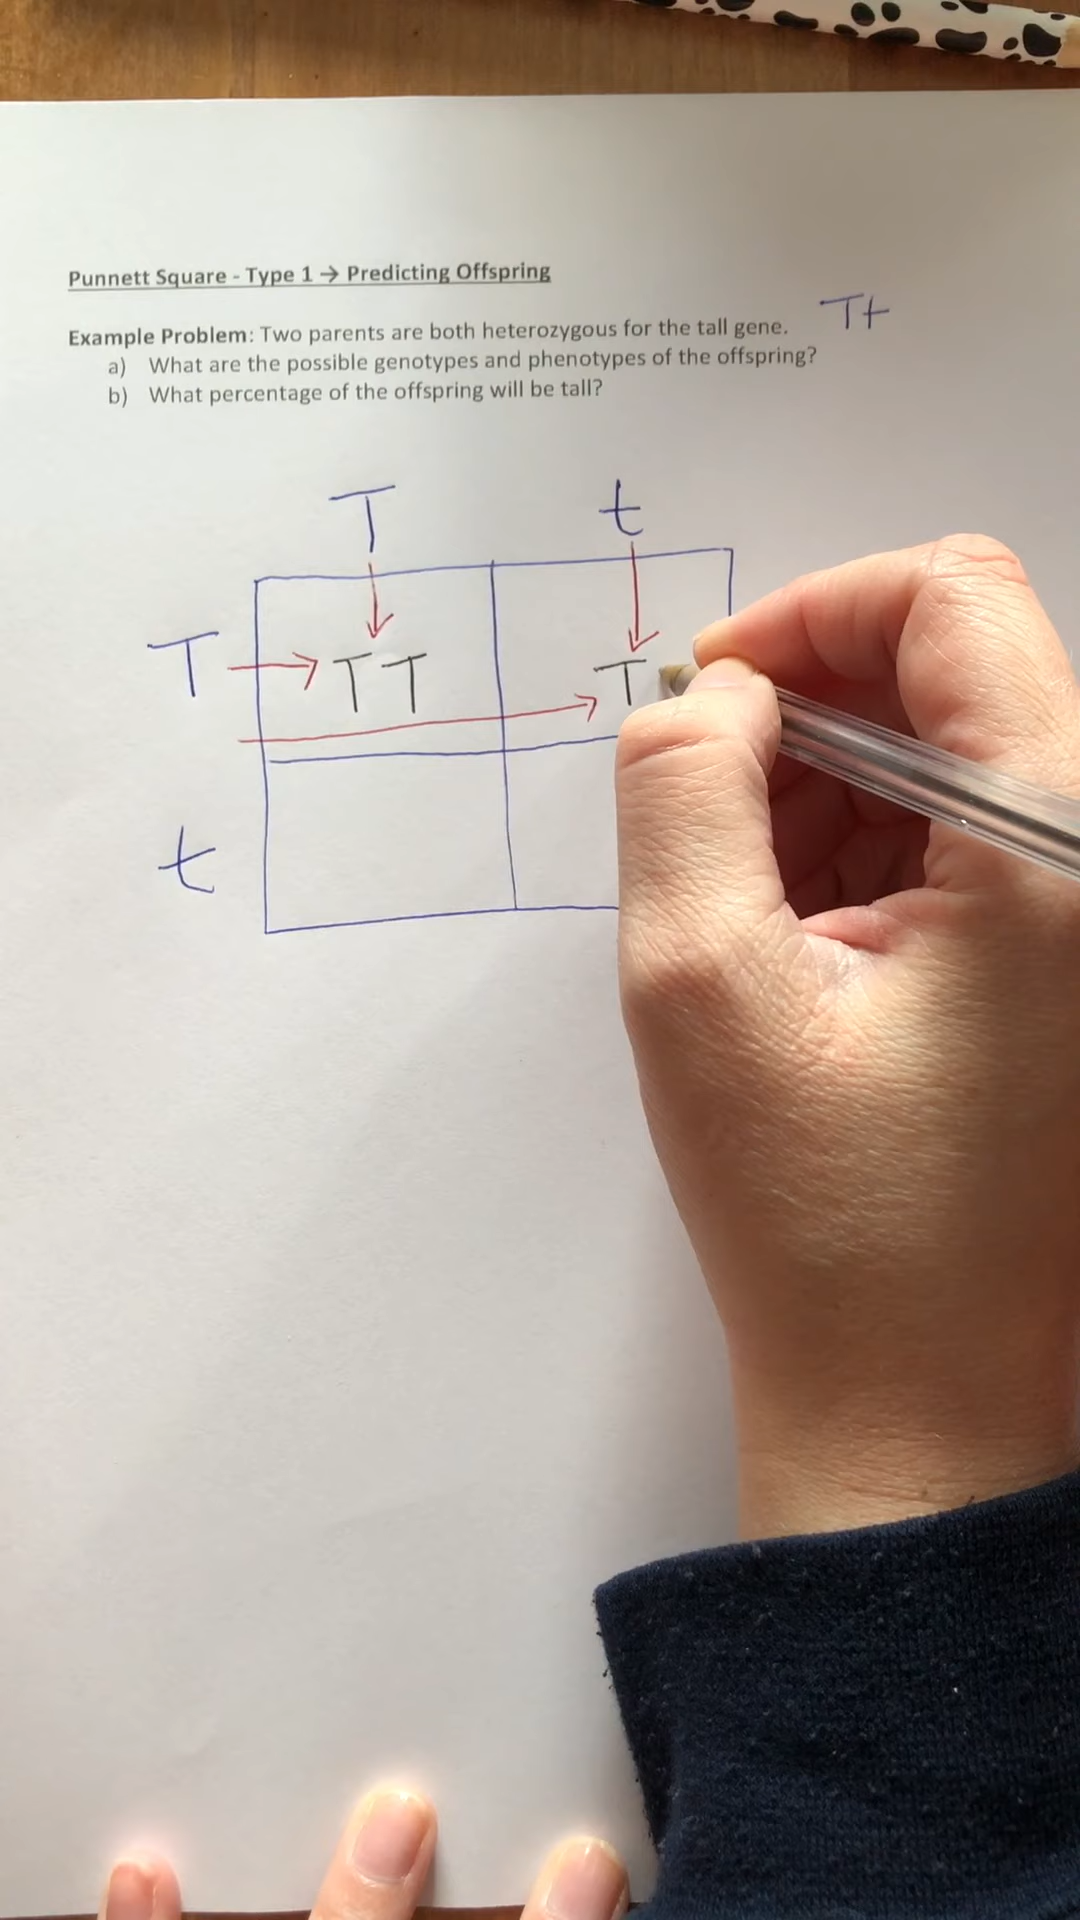 Punnett Square - Type 1 → Predicting Offspring
Tt
Example Problem: Two parents are both heterozygous for the tall gene.
a) What are the possible genotypes and phenotypes of the offspring?
b) What percentage of the offspring will be tall?
T t
T TT T
t